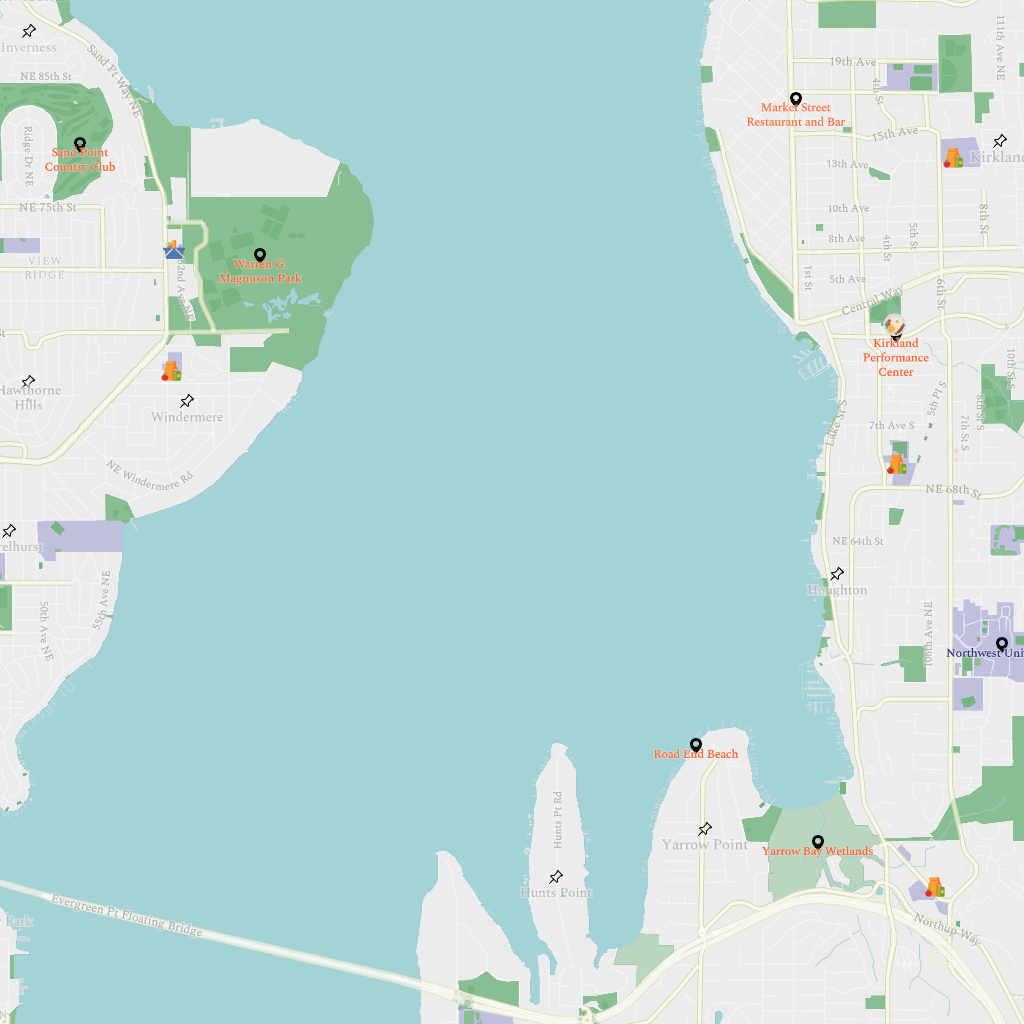 Inverness
Sand Pt Way NE
NE 85th St
Ridge Dr NE
Sand Point
Country Club
NE 75th St
VIEW
RIDGE
62nd Ave NE
Warren G.
Magnuson Park
Hawthorne
Hills
Windermere
NE Windermere Rd
50th Ave NE
55th Ave NE
Evergreen Pt Floating Bridge
Park
Hunts Pt Rd
Hunts Point
Road End Beach
Yarrow Point
Yarrow Bay Wetlands
Northup Way
19th Ave
111th Ave NE
4th St
Market Street
Restaurant and Bar
15th Ave
13th Ave
10th Ave
8th Ave
8th St
5th St
4th St
5th Ave
1st St
Central Way
6th St
Kirkland
Performance
Center
10th St S
8th St S
7th St S
5th Pl S
7th Ave S
Lake St S
NE 68th St
NE 64th St
Houghton
106th Ave NE